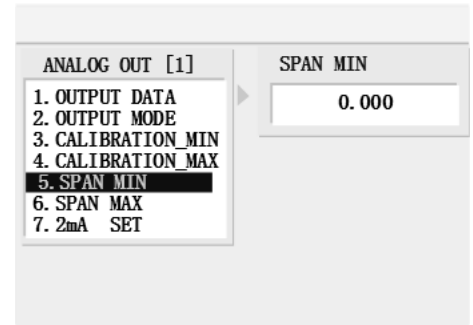 ANALOG OUT [1]
1. OUTPUT DATA
2. OUTPUT MODE
3. CALIBRATION_MIN
4. CALIBRATION_MAX
5. SPAN MIN
6. SPAN MAX
7. 2mA SET
SPAN MIN
0.000